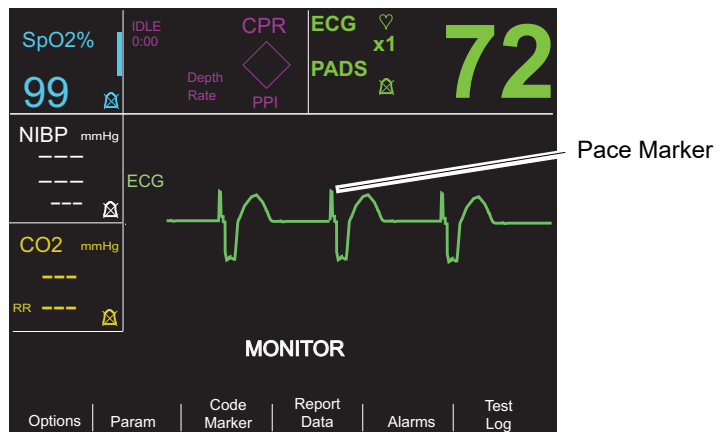 SpO2%
99
IDLE
0:00
CPR
Depth
Rate
PPI
ECG
x1
PADS
72
NIBP mmHg
---
---
---
ECG
Pace Marker
CO2 mmHg
---
RR ---
MONITOR
Options
Param
Code
Marker
Report
Data
Alarms
Test
Log